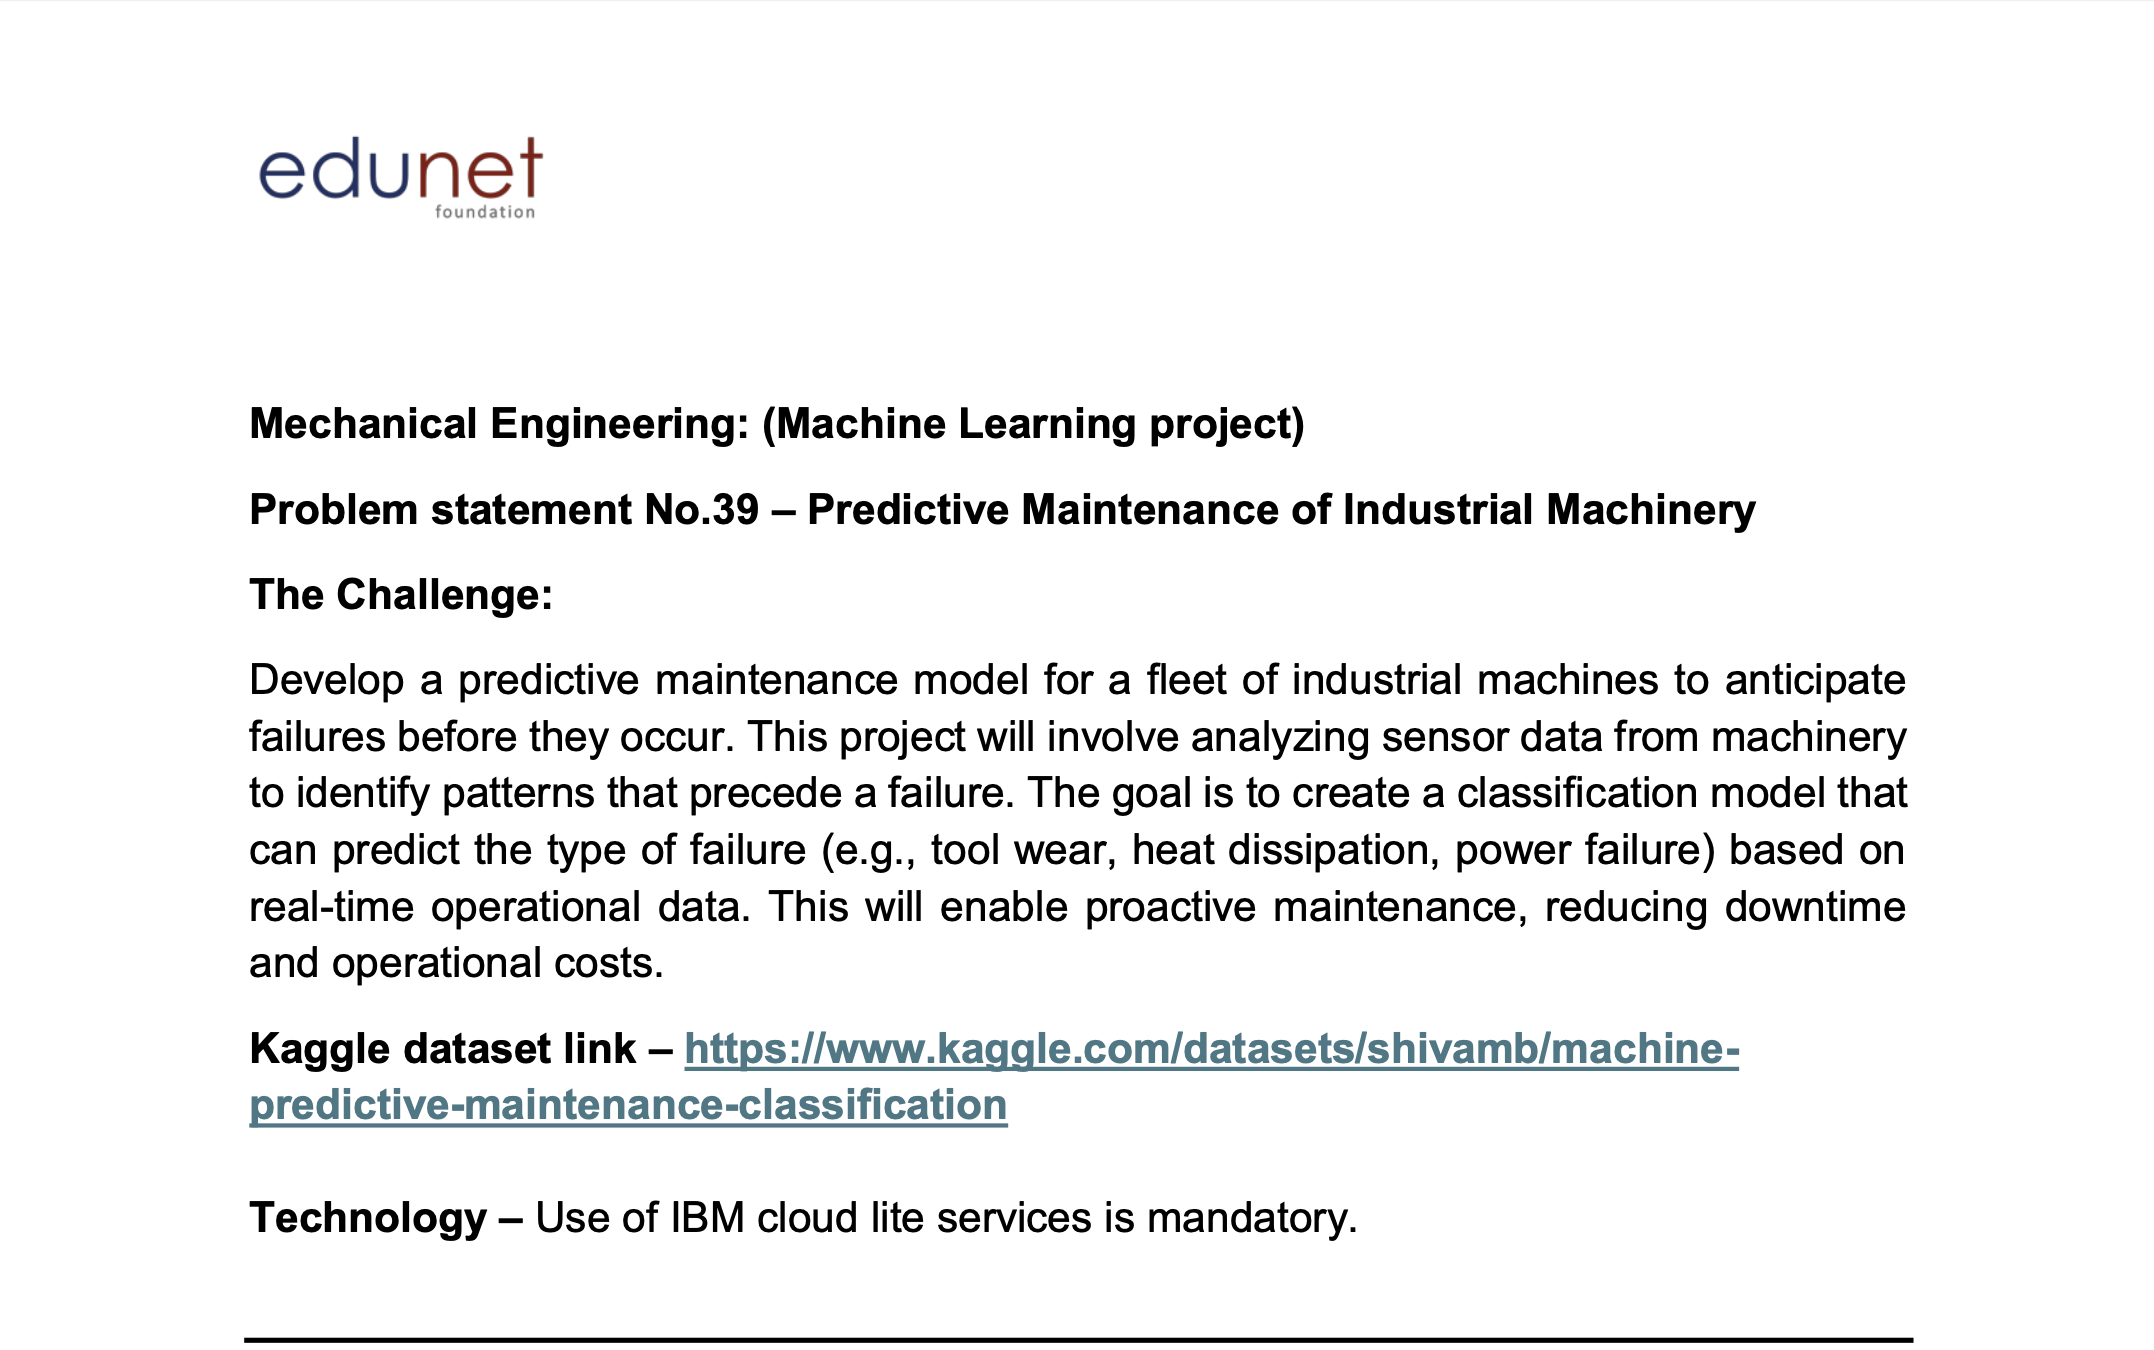 edunet
foundation
Mechanical Engineering: (Machine Learning project)
Problem statement No.39 – Predictive Maintenance of Industrial Machinery
The Challenge:
Develop a predictive maintenance model for a fleet of industrial machines to anticipate
failures before they occur. This project will involve analyzing sensor data from machinery
to identify patterns that precede a failure. The goal is to create a classification model that
can predict the type of failure (e.g., tool wear, heat dissipation, power failure) based on
real-time operational data. This will enable proactive maintenance, reducing downtime
and operational costs.
Kaggle dataset link – https://www.kaggle.com/datasets/shivamb/machine-
predictive-maintenance-classification
Technology – Use of IBM cloud lite services is mandatory.